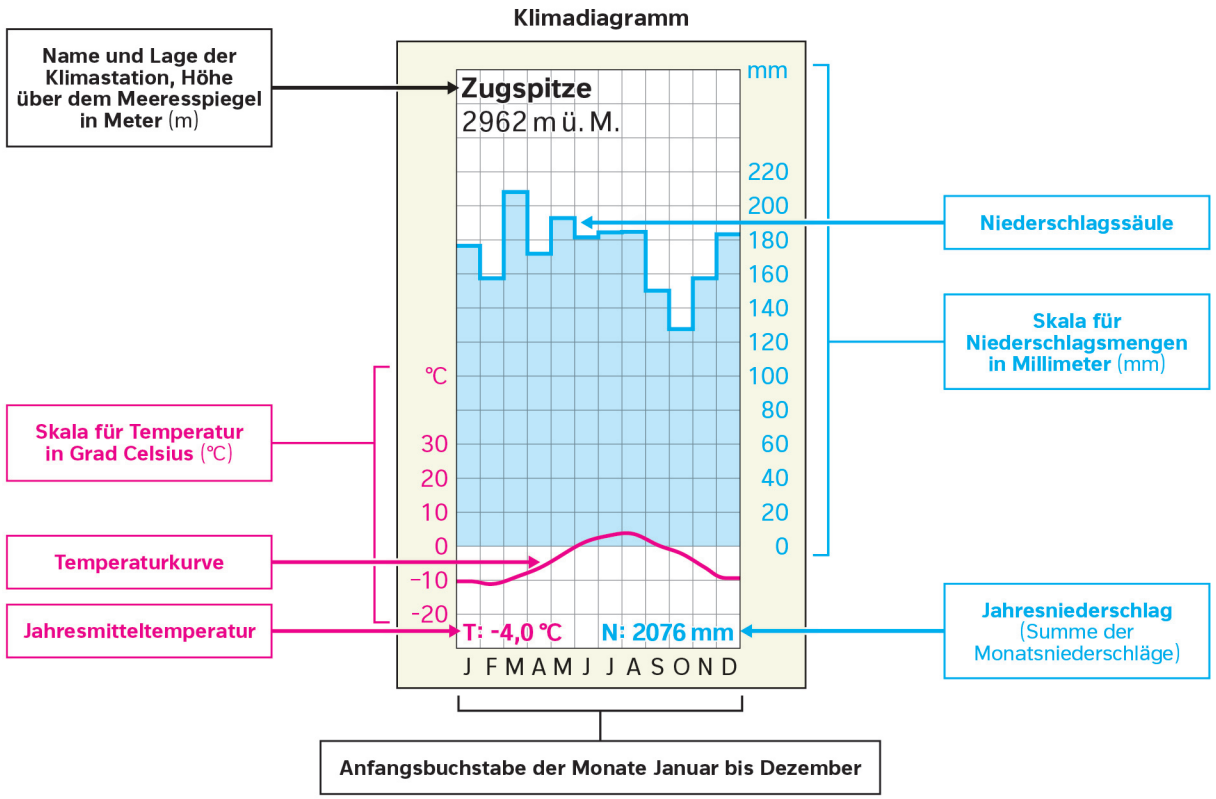 Klimadiagramm
Name und Lage der
Klimastation, Höhe
über dem Meeresspiegel
in Meter (m)
Zugspitze
2962 m ü. M.
mm
220
200
180
160
140
120
100
80
60
40
20
0
Niederschlagssäule
Skala für
Niederschlagsmengen
in Millimeter (mm)
°C
30
20
10
0
−10
−20
Skala für Temperatur
in Grad Celsius (°C)
Temperaturkurve
Jahresmitteltemperatur
T: -4,0 °C
N: 2076 mm
Jahresniederschlag
(Summe der
Monatsniederschläge)
J F M A M J J A S O N D
Anfangsbuchstabe der Monate Januar bis Dezember